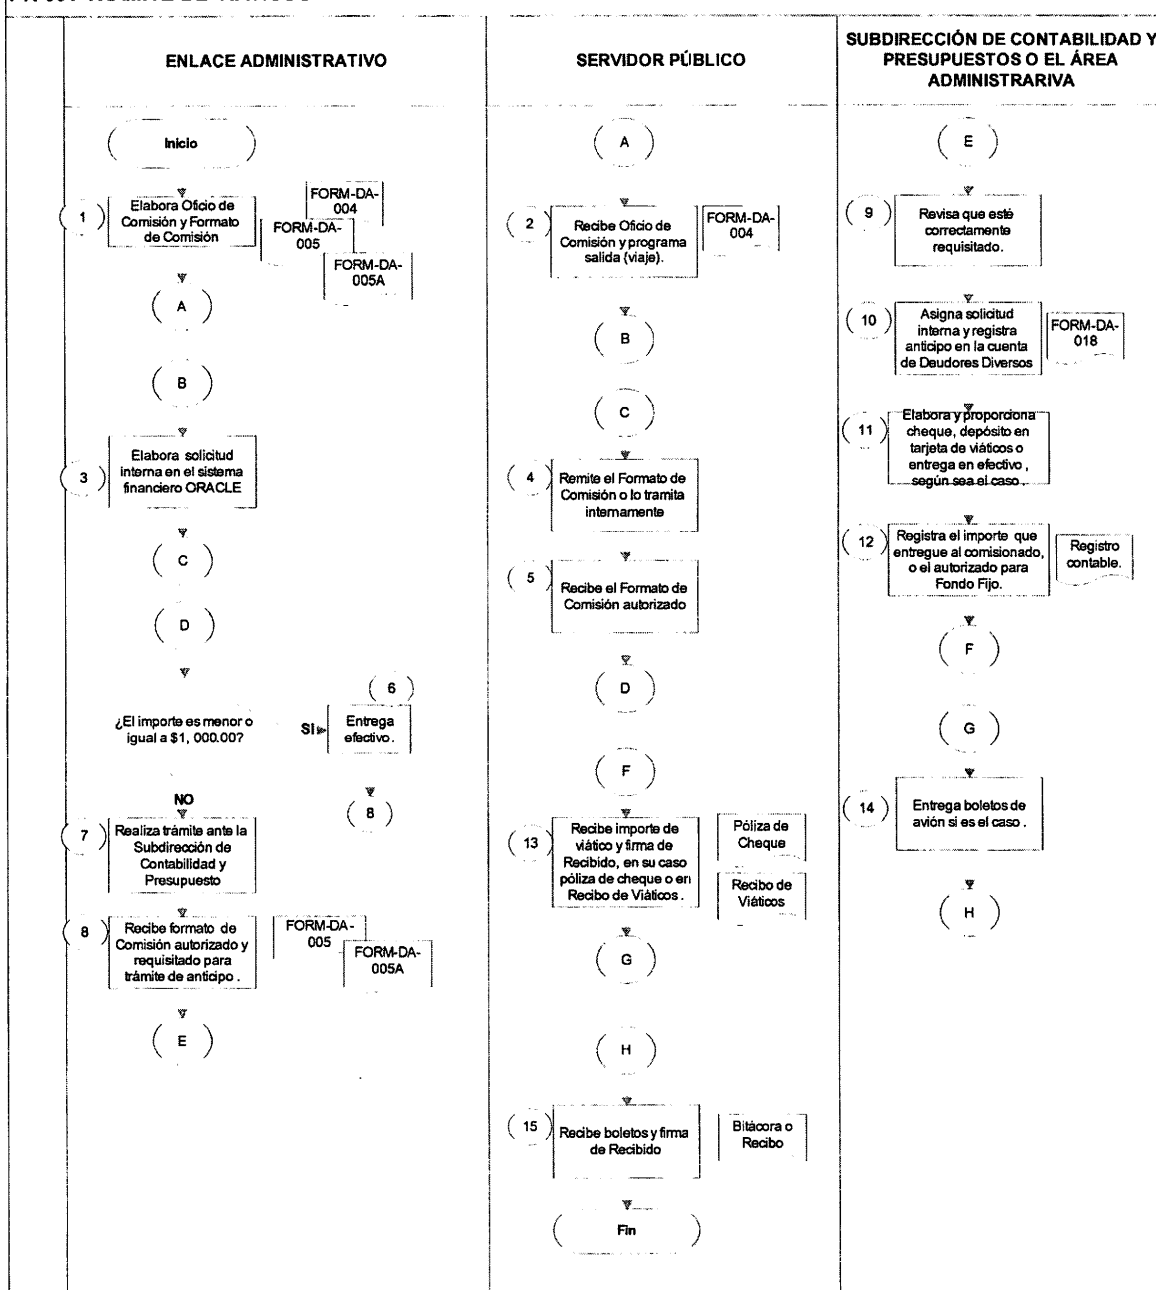 ENLACE ADMINISTRATIVO
Inicio
1
Elabora Oficio de
Comisión y Formato
de Comisión
FORM-DA-
004
FORM-DA-
005
FORM-DA-
005A
A
B
3
Elabora solicitud
interna en el sistema
financiero ORACLE
C
D
¿El importe es menor o
igual a $1, 000.00?
SI
6
Entrega
efectivo.
8
NO
7
Realiza trámite ante la
Subdirección de
Contabilidad y
Presupuesto
8
Recibe formato de
Comisión autorizado y
requisitado para
trámite de anticipo.
FORM-DA-
005
FORM-DA-
005A
E
SERVIDOR PÚBLICO
A
2
Recibe Oficio de
Comisión y programa
salida (viaje).
FORM-DA-
004
B
C
4
Remite el Formato de
Comisión o lo tramita
internamente
5
Recibe el Formato de
Comisión autorizado
D
F
13
Recibe importe de
viático y firma de
Recibido, en su caso
póliza de cheque o en
Recibo de Viáticos.
Póliza de
Cheque
Recibo de
Viáticos
G
H
15
Recibe boletos y firma
de Recibido
Bitácora o
Recibo
Fin
SUBDIRECCIÓN DE CONTABILIDAD Y
PRESUPUESTOS O EL ÁREA
ADMINISTRARIVA
E
9
Revisa que esté
correctamente
requisitado.
10
Asigna solicitud
interna y registra
anticipo en la cuenta
de Deudores Diversos
FORM-DA-
018
11
Elabora y proporciona
cheque, depósito en
tarjeta de viáticos o
entrega en efectivo,
según sea el caso.
12
Registra el importe que
entregue al comisionado,
o el autorizado para
Fondo Fijo.
Registro
contable.
F
G
14
Entrega boletos de
avión si es el caso.
H